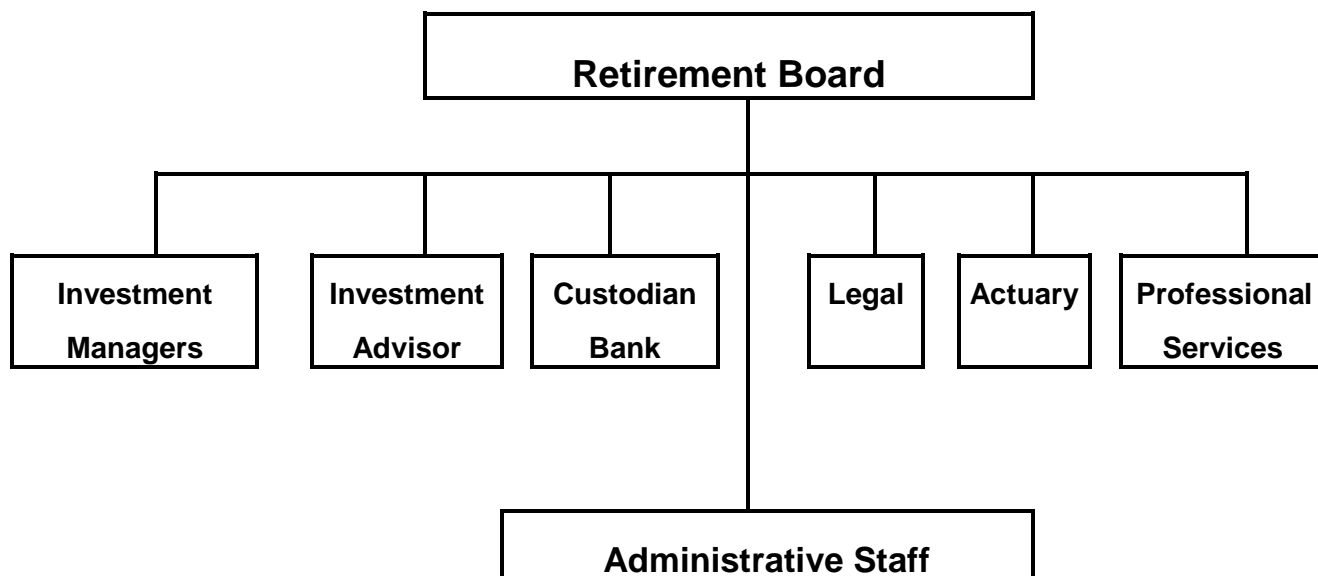 Retirement Board
Investment
Managers
Investment
Advisor
Custodian
Bank
Legal
Actuary
Professional
Services
Administrative Staff